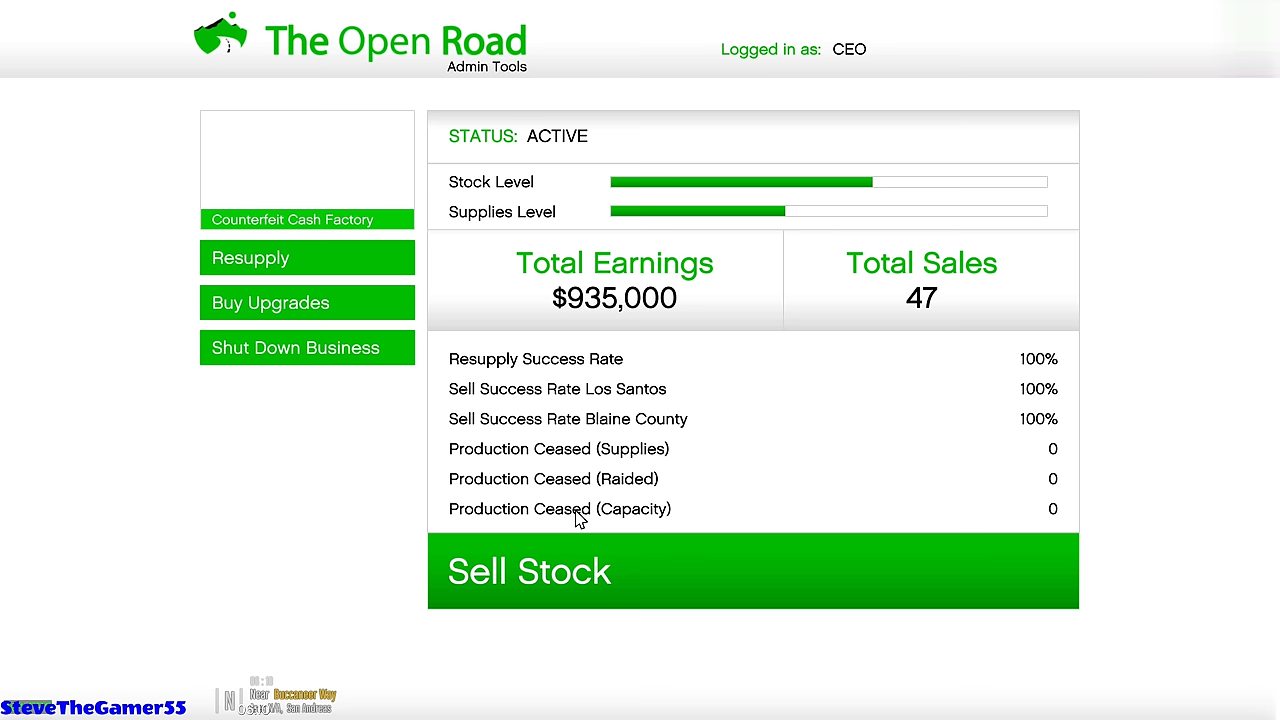 The Open Road
Admin Tools
Logged in as: CEO
Counterfeit Cash Factory
Resupply
Buy Upgrades
Shut Down Business
STATUS: ACTIVE
Stock Level
Supplies Level
Total Earnings
$935,000
Total Sales
47
Resupply Success Rate 100%
Sell Success Rate Los Santos 100%
Sell Success Rate Blaine County 100%
Production Ceased (Supplies) 0
Production Ceased (Raided) 0
Production Ceased (Capacity) 0
Sell Stock
SteveTheGamer55
N
Near Buccaneer Way
San Andreas